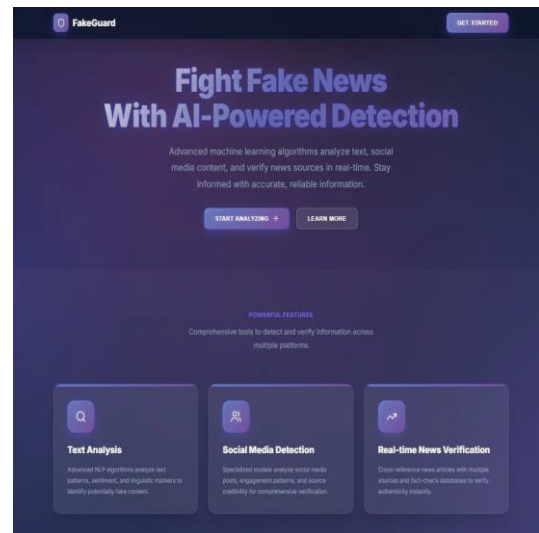 FakeGuard
GET STARTED
Fight Fake News
With AI-Powered Detection
Advanced machine learning algorithms analyze text, social
media content, and verify news sources in real-time. Stay
informed with accurate, reliable information.
START ANALYZING →
LEARN MORE
POWERFUL FEATURES
Comprehensive tools to detect and verify information across
multiple platforms
Text Analysis
Advanced NLP algorithms analyze text
patterns, sentiment, and linguistic markers to
identify potentially fake content.
Social Media Detection
Specialized models analyze social media
posts, engagement patterns, and source
credibility for comprehensive verification.
Real-time News Verification
Cross-reference news articles with multiple
sources and fact-check databases to verify
authenticity instantly.